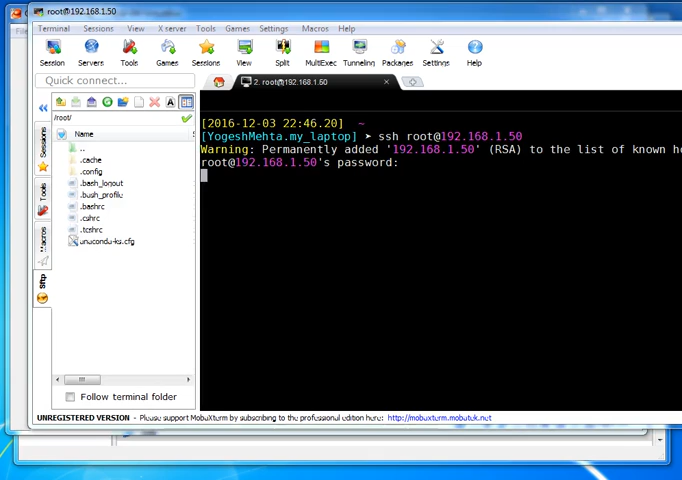 root@192.168.1.50
Terminal Sessions View X server Tools Games Settings Macros Help
Session Servers Tools Games Sessions View Split MultiExec Tunneling Packages Settings Help
Quick connect...
2. root@192.168.1.50
/root/
Name
..
.cache
.config
.bash_logout
.bash_profile
.bashrc
.cshrc
.tcshrc
anaconda-ks.cfg
Sessions
Tools
Macros
Sftp
[2016-12-03 22:46.20] ~
[YogeshMehta.my_laptop] ➤ ssh root@192.168.1.50
Warning: Permanently added '192.168.1.50' (RSA) to the list of known
root@192.168.1.50's password:
Follow terminal folder
UNREGISTERED VERSION - Please support MobaXterm by subscribing to the professional edition here: http://mobaxterm.mobatek.net